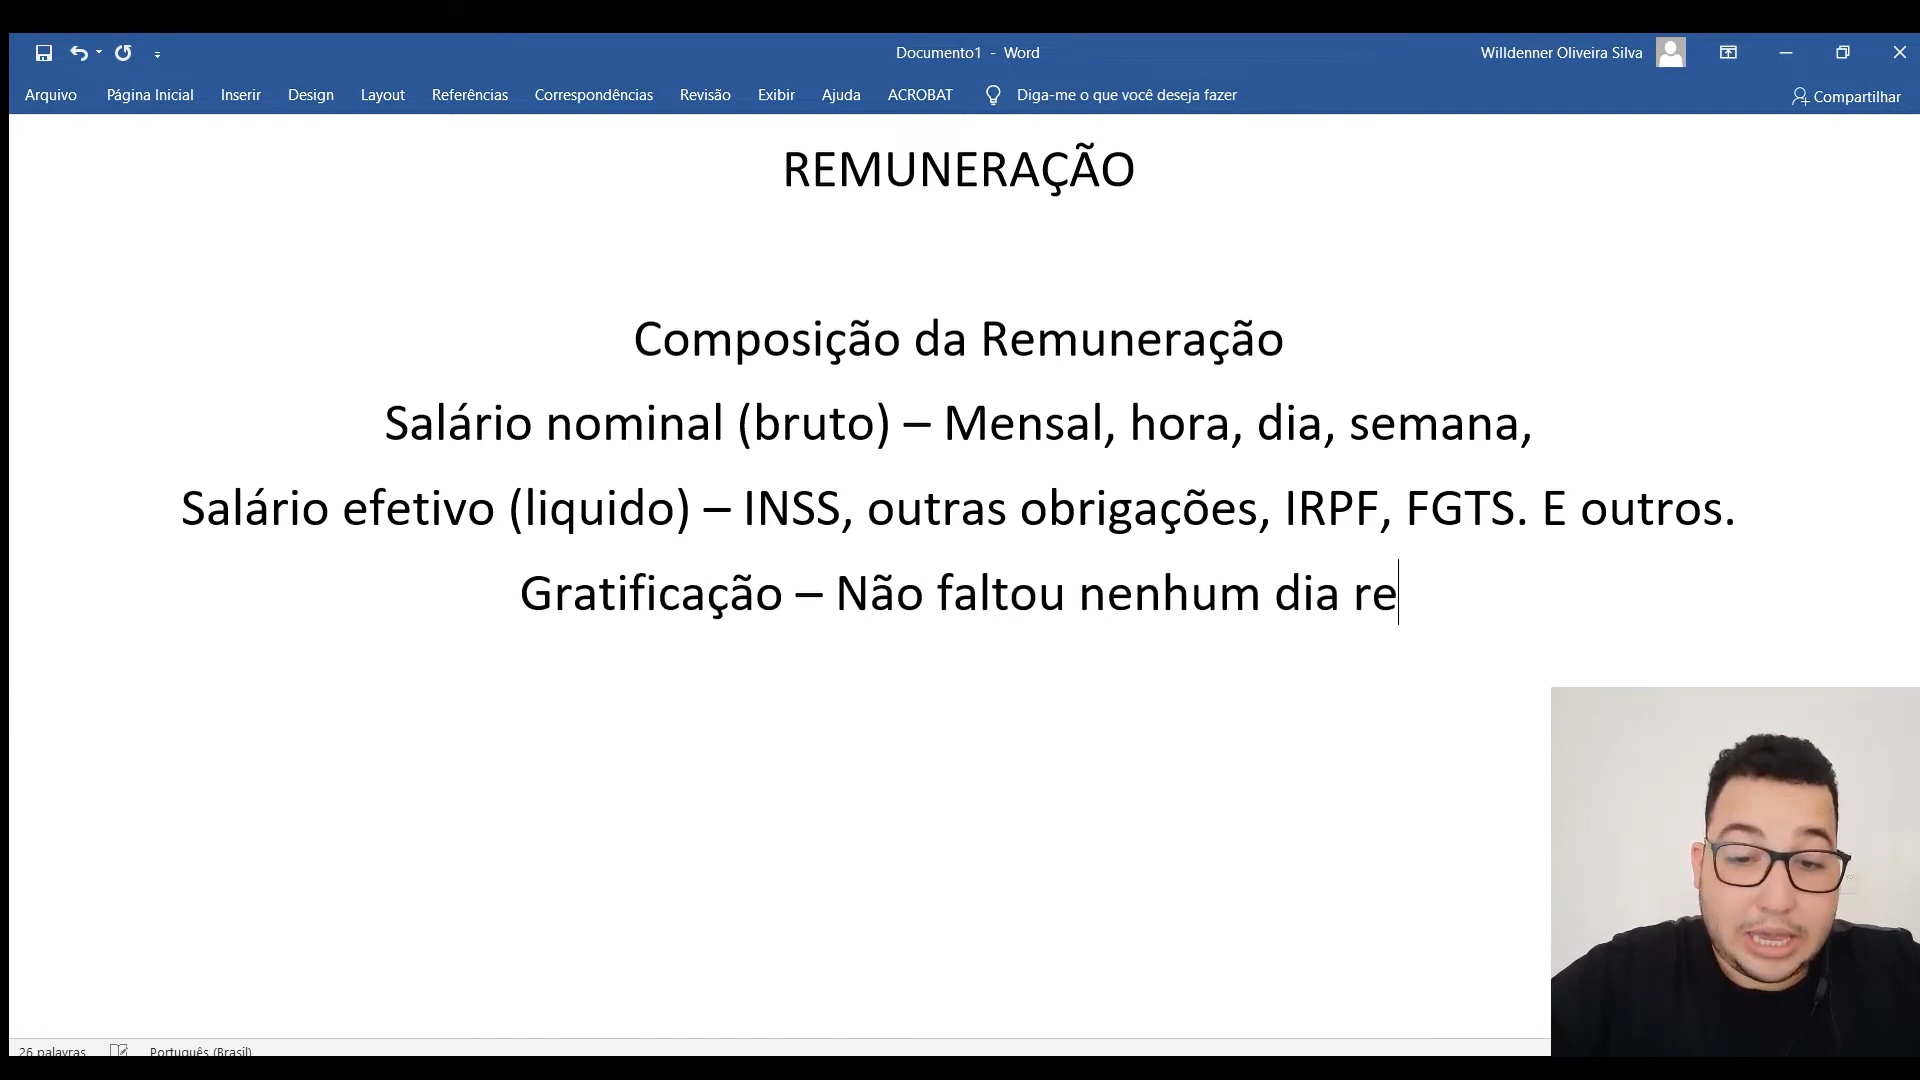 Documento1 - Word
Willdenner Oliveira Silva
Arquivo Página Inicial Inserir Design Layout Referências Correspondências Revisão Exibir Ajuda ACROBAT Diga-me o que você deseja fazer
Compartilhar
REMUNERAÇÃO
Composição da Remuneração
Salário nominal (bruto) – Mensal, hora, dia, semana,
Salário efetivo (liquido) – INSS, outras obrigações, IRPF, FGTS. E outros.
Gratificação – Não faltou nenhum dia re
26 palavras Português (Brasil)